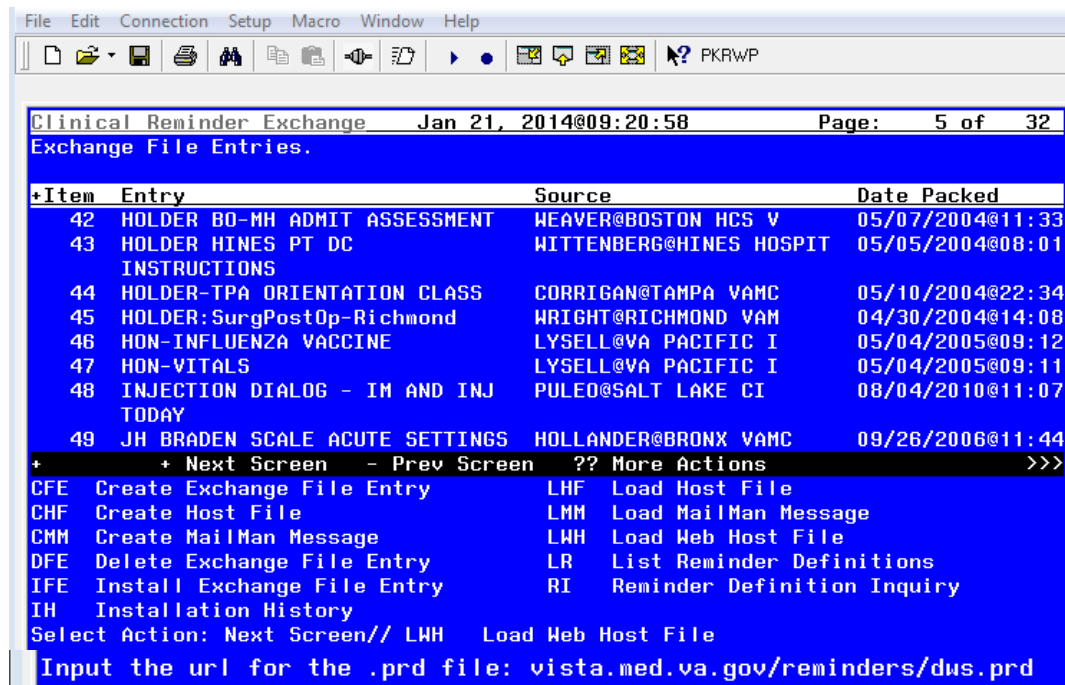 File Edit Connection Setup Macro Window Help
PKRWP
Clinical Reminder Exchange Jan 21, 2014@09:20:58 Page: 5 of 32
Exchange File Entries.
+Item Entry Source Date Packed
42 HOLDER BO-MH ADMIT ASSESSMENT WEAVER@BOSTON HCS V 05/07/2004@11:33
43 HOLDER HINES PT DC WITTENBERG@HINES HOSPIT 05/05/2004@08:01
INSTRUCTIONS
44 HOLDER-TPA ORIENTATION CLASS CORRIGAN@TAMPA VAMC 05/10/2004@22:34
45 HOLDER:SurgPostOp-Richmond WRIGHT@RICHMOND VAM 04/30/2004@14:08
46 HON-INFLUENZA VACCINE LYSELL@VA PACIFIC I 05/04/2005@09:12
47 HON-VITALS LYSELL@VA PACIFIC I 05/04/2005@09:11
48 INJECTION DIALOG - IM AND INJ PULEO@SALT LAKE CI 08/04/2010@11:07
TODAY
49 JH BRADEN SCALE ACUTE SETTINGS HOLLANDER@BRONX VAMC 09/26/2006@11:44
+ + Next Screen - Prev Screen ?? More Actions >>>
CFE Create Exchange File Entry LHF Load Host File
CHF Create Host File LMM Load MailMan Message
CMM Create MailMan Message LWH Load Web Host File
DFE Delete Exchange File Entry LR List Reminder Definitions
IFE Install Exchange File Entry RI Reminder Definition Inquiry
IH Installation History
Select Action: Next Screen// LWH Load Web Host File
Input the url for the .prd file: vista.med.va.gov/reminders/dws.prd